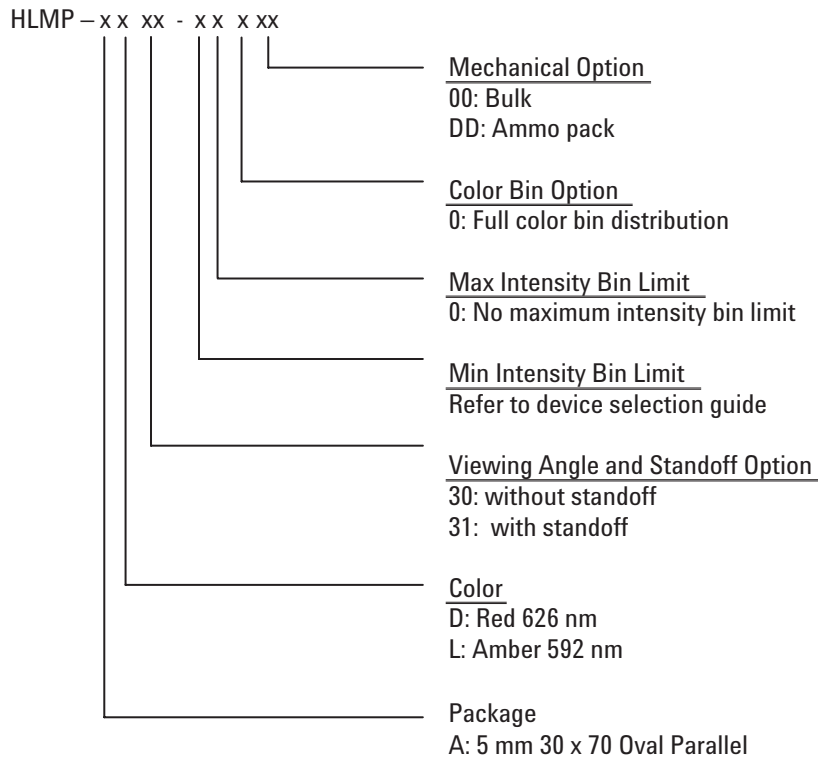 HLMP – x x xx - x x x xx
Mechanical Option
00: Bulk
DD: Ammo pack
Color Bin Option
0: Full color bin distribution
Max Intensity Bin Limit
0: No maximum intensity bin limit
Min Intensity Bin Limit
Refer to device selection guide
Viewing Angle and Standoff Option
30: without standoff
31: with standoff
Color
D: Red 626 nm
L: Amber 592 nm
Package
A: 5 mm 30 x 70 Oval Parallel